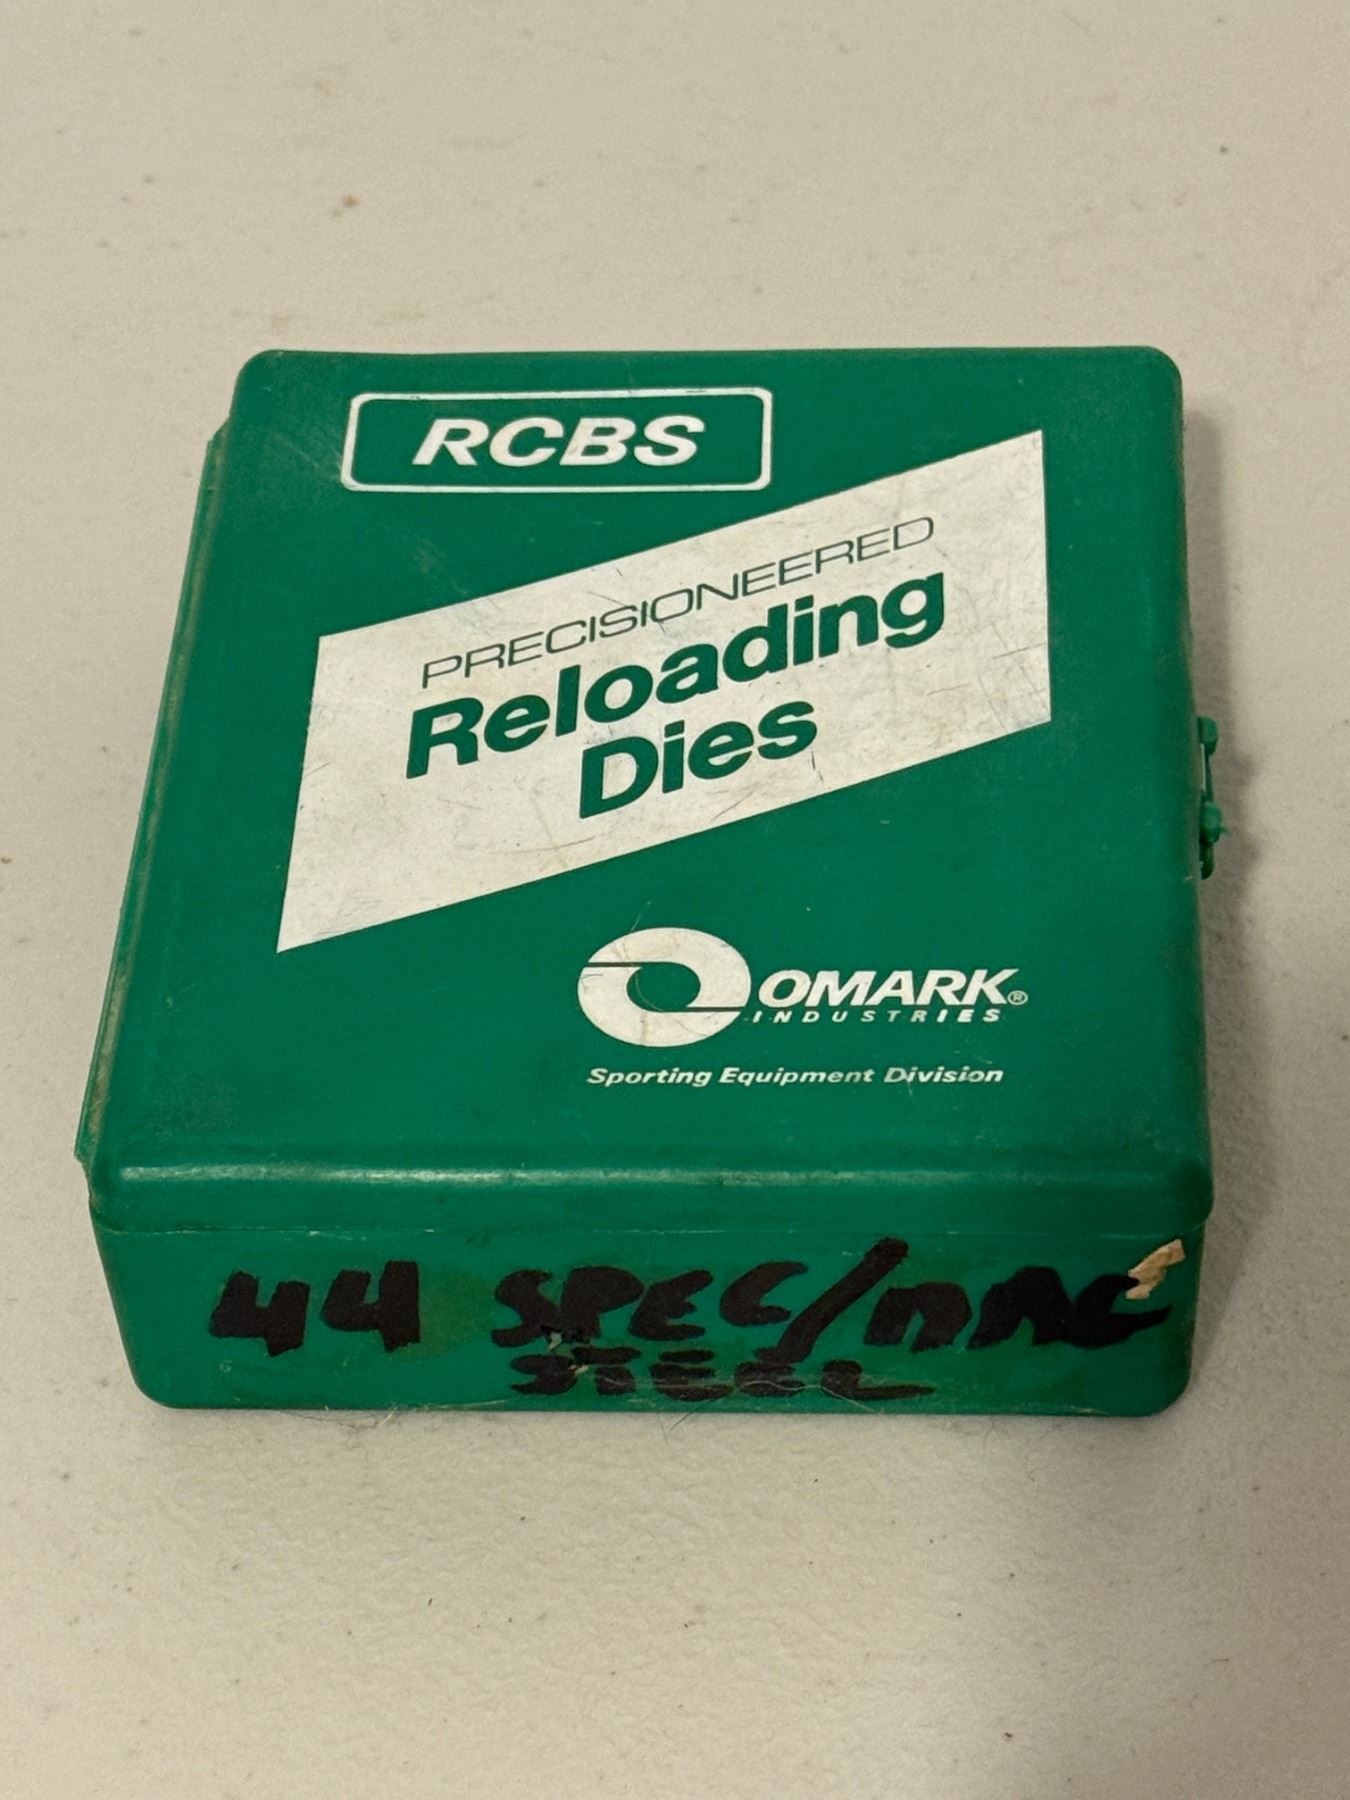 RCBS
PRECISIONEERED
Reloading
Dies
OMARK®
INDUSTRIES
Sporting Equipment Division
44 SPEC/MAG
STEEL